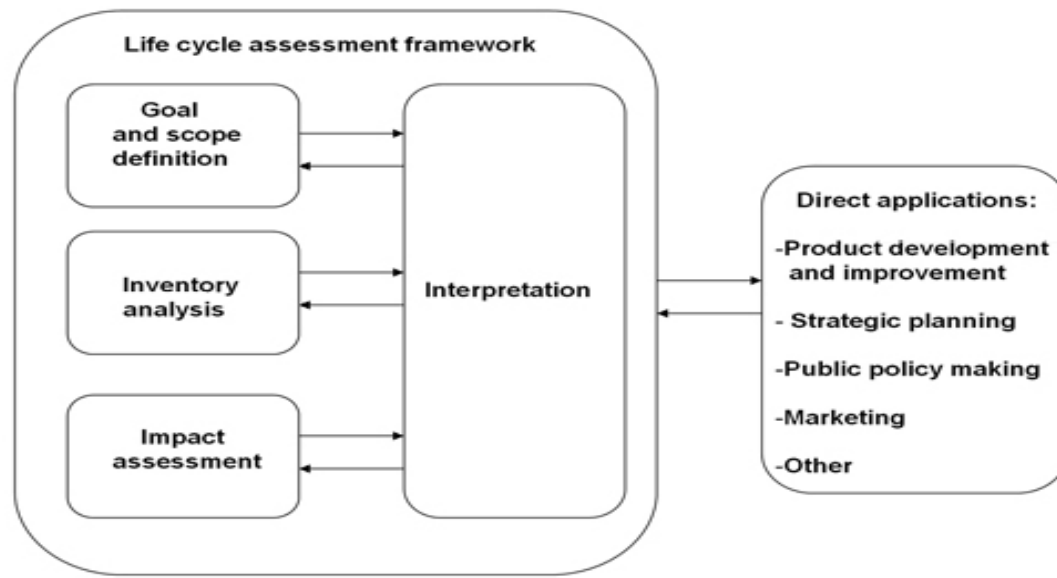 Life cycle assessment framework
Goal
and scope
definition
Inventory
analysis
Impact
assessment
Interpretation
Direct applications:
-Product development
and improvement
- Strategic planning
-Public policy making
-Marketing
-Other